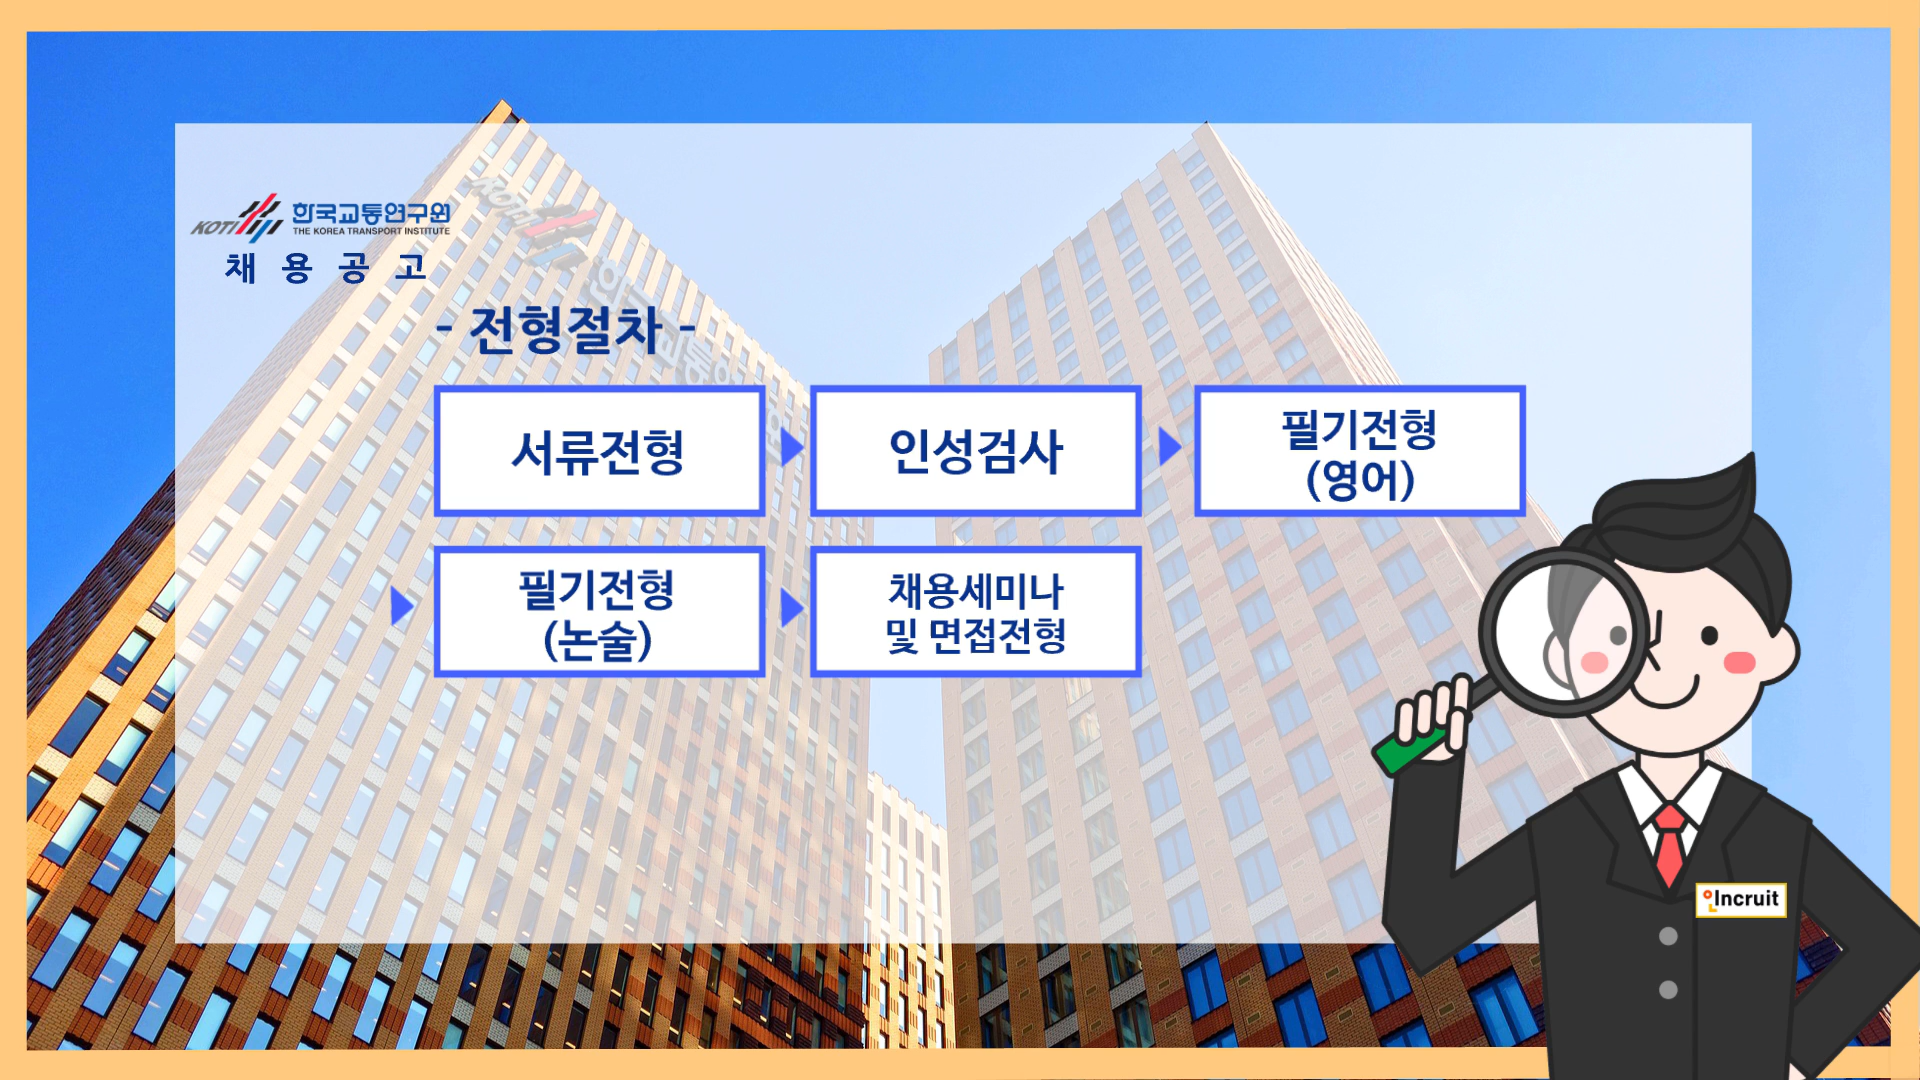 KOTI 한국교통연구원
THE KOREA TRANSPORT INSTITUTE
채 용 공 고
- 전형절차 -
서류전형
인성검사
필기전형
(영어)
필기전형
(논술)
채용세미나
및 면접전형
Incruit